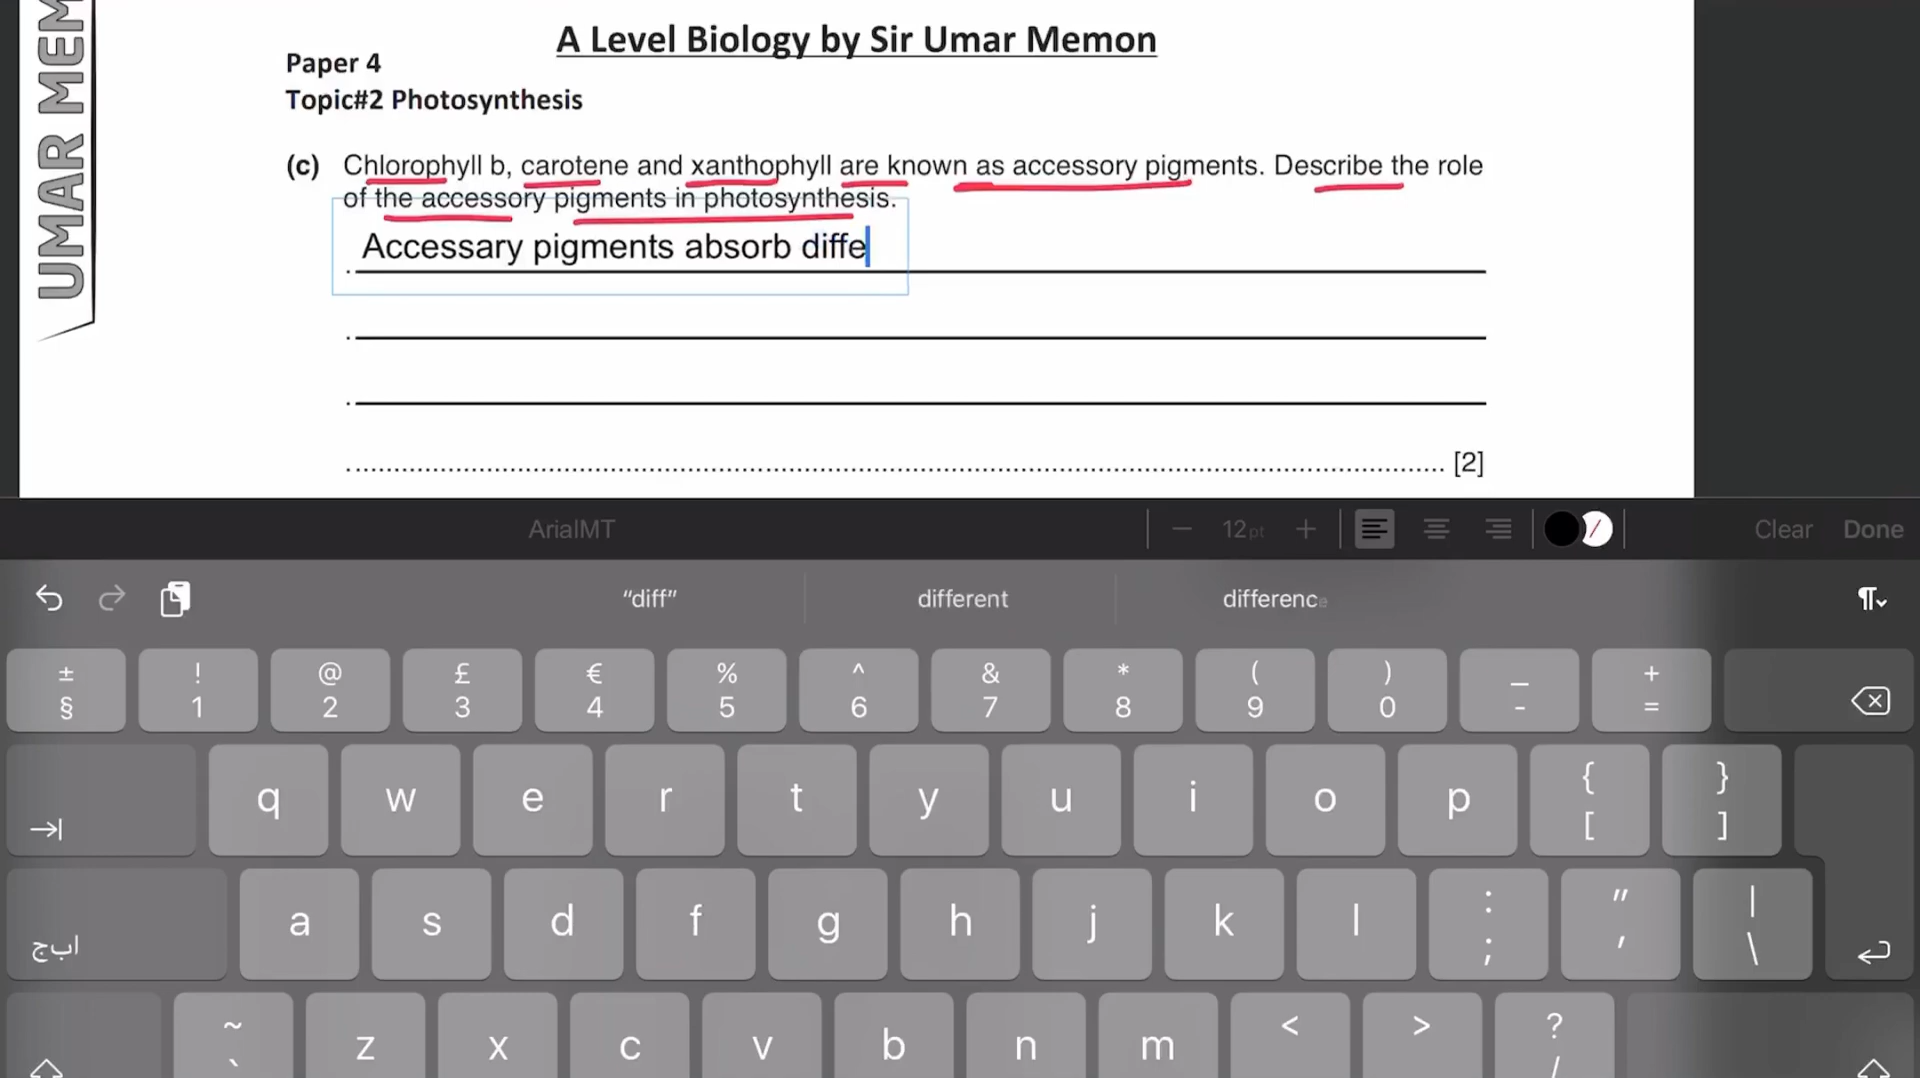 UMAR MEM
A Level Biology by Sir Umar Memon
Paper 4
Topic#2 Photosynthesis
(c) Chlorophyll b, carotene and xanthophyll are known as accessory pigments. Describe the role
of the accessory pigments in photosynthesis.
Accessary pigments absorb diffe
[2]
ArialMT − 12pt + Clear Done
“diff” different difference
± ! @ £ € % ^ & * ( ) _ +
§ 1 2 3 4 5 6 7 8 9 0 - =
q w e r t y u i o p { }
[ ]
a s d f g h j k l : " |
ابج ; ' \
~ z x c v b n m < > ?
` /